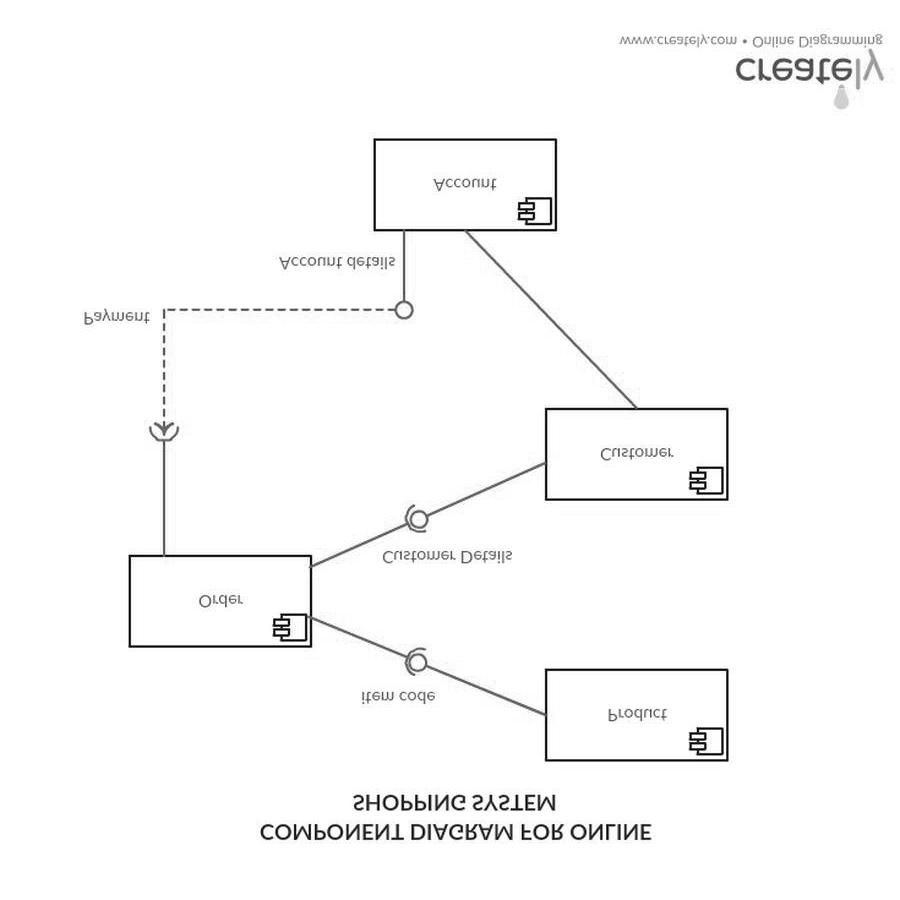 COMPONENT DIAGRAM FOR ONLINE
SHOPPING SYSTEM
Product
item code
Order
Customer Details
Customer
Payment
Account details
Account
creately
www.creately.com • Online Diagramming